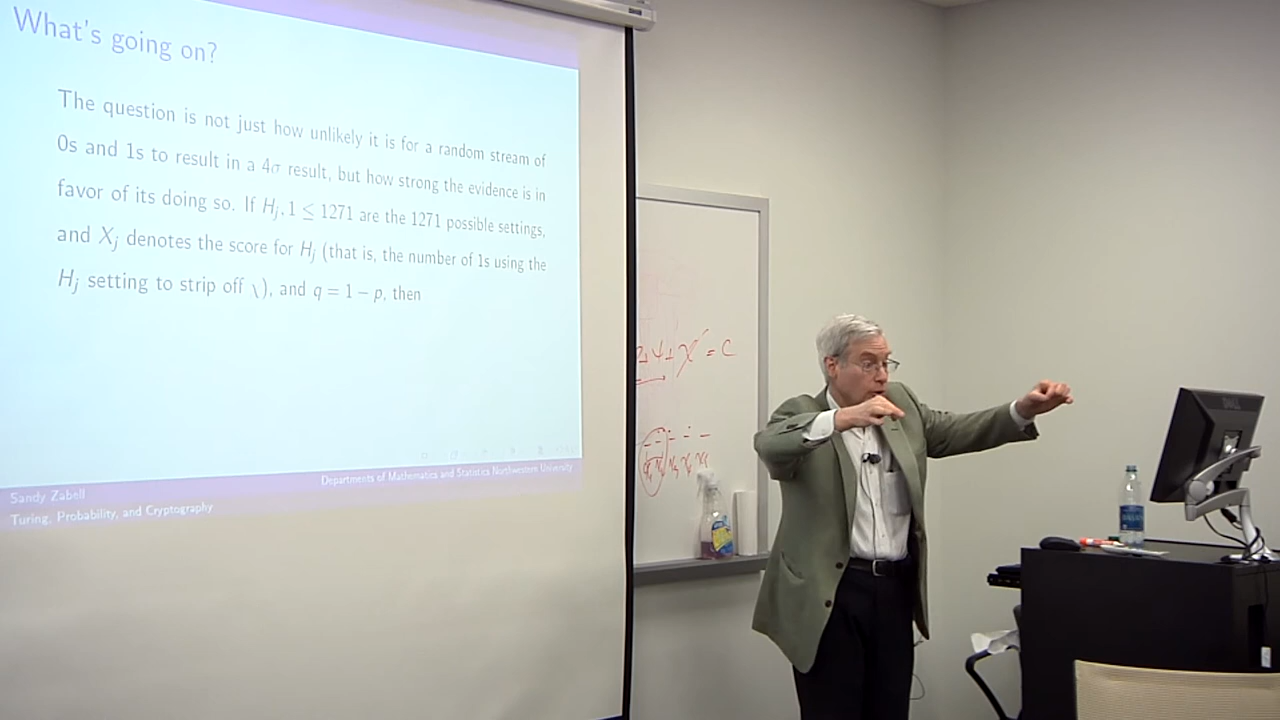 What's going on?
The question is not just how unlikely it is for a random stream of
0s and 1s to result in a 4σ result, but how strong the evidence is in
favor of its doing so. If Hⱼ, 1 ≤ 1271 are the 1271 possible settings,
and Xⱼ denotes the score for Hⱼ (that is, the number of 1s using the
Hⱼ setting to strip off \), and q = 1 − p, then
Departments of Mathematics and Statistics Northwestern University
Sandy Zabell
Turing, Probability, and Cryptography
= C
DELL